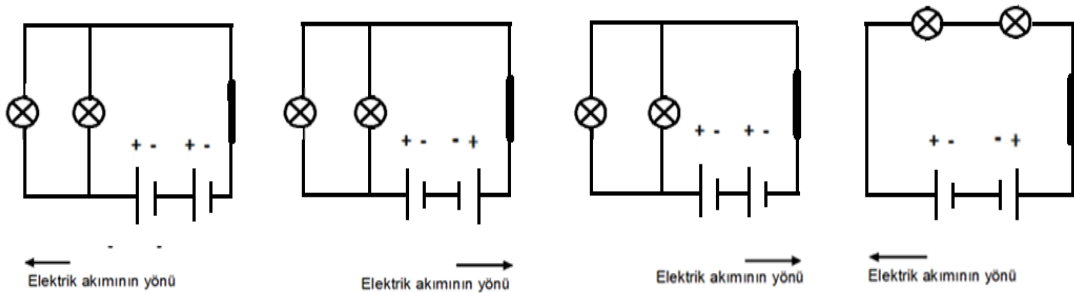 + - + -
+ - - +
+ - + -
+ - - +
- -
Elektrik akımının yönü
Elektrik akımının yönü
Elektrik akımının yönü
Elektrik akımının yönü